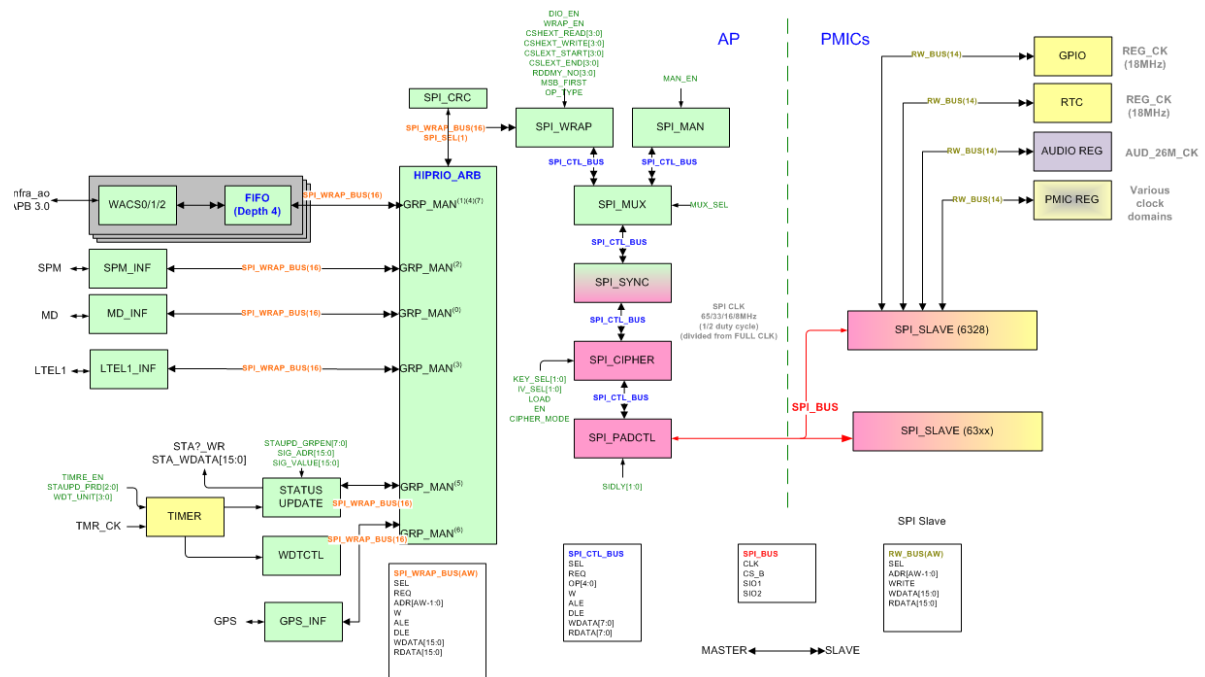 DIO_EN
WRAP_EN
CSHEXT_READ[3:0]
CSHEXT_WRITE[3:0]
CSLEXT_START[3:0]
CSLEXT_END[3:0]
RDDMY_NO[3:0]
MSB_FIRST
OP_TYPE
MAN_EN
AP
PMICs
SPI_CRC
SPI_WRAP_BUS(16)
SPI_SEL(1)
SPI_WRAP
SPI_MAN
SPI_CTL_BUS
SPI_CTL_BUS
RW_BUS(14)
GPIO
REG_CK
(18MHz)
RW_BUS(14)
RTC
REG_CK
(18MHz)
RW_BUS(14)
AUDIO REG
AUD_26M_CK
RW_BUS(14)
PMIC REG
Various
clock
domains
nfra_ao
APB 3.0
WACS0/1/2
FIFO
(Depth 4)
SPI_WRAP_BUS(16)
HIPRIO_ARB
GRP_MAN(1)(4)(7)
SPI_MUX
MUX_SEL
SPI_CTL_BUS
SPM
SPM_INF
SPI_WRAP_BUS(16)
GRP_MAN(2)
SPI_SYNC
SPI_CTL_BUS
SPI CLK
65/33/16/8MHz
(1/2 duty cycle)
(divided from FULL CLK)
MD
MD_INF
SPI_WRAP_BUS(16)
GRP_MAN(0)
SPI_SLAVE (6328)
LTEL1
LTEL1_INF
SPI_WRAP_BUS(16)
GRP_MAN(3)
SPI_CIPHER
KEY_SEL[1:0]
IV_SEL[1:0]
LOAD
EN
CIPHER_MODE
SPI_CTL_BUS
SPI_BUS
SPI_PADCTL
SPI_SLAVE (63xx)
SIDLY[1:0]
STA?_WR
STA_WDATA[15:0]
STAUPD_GRPEN[7:0]
SIG_ADR[15:0]
SIG_VALUE[15:0]
TIMRE_EN
STAUPD_PRD[2:0]
WDT_UNIT[3:0]
STATUS
UPDATE
GRP_MAN(5)
SPI_WRAP_BUS(16)
TMR_CK
TIMER
SPI_WRAP_BUS(16)
GRP_MAN(6)
WDTCTL
GPS
GPS_INF
SPI Slave
SPI_WRAP_BUS(AW)
SEL
REQ
ADR[AW-1:0]
W
ALE
DLE
WDATA[15:0]
RDATA[15:0]
SPI_CTL_BUS
SEL
REQ
OP[4:0]
W
ALE
DLE
WDATA[7:0]
RDATA[7:0]
SPI_BUS
CLK
CS_B
SIO1
SIO2
RW_BUS(AW)
SEL
ADR[AW-1:0]
WRITE
WDATA[15:0]
RDATA[15:0]
MASTER
SLAVE